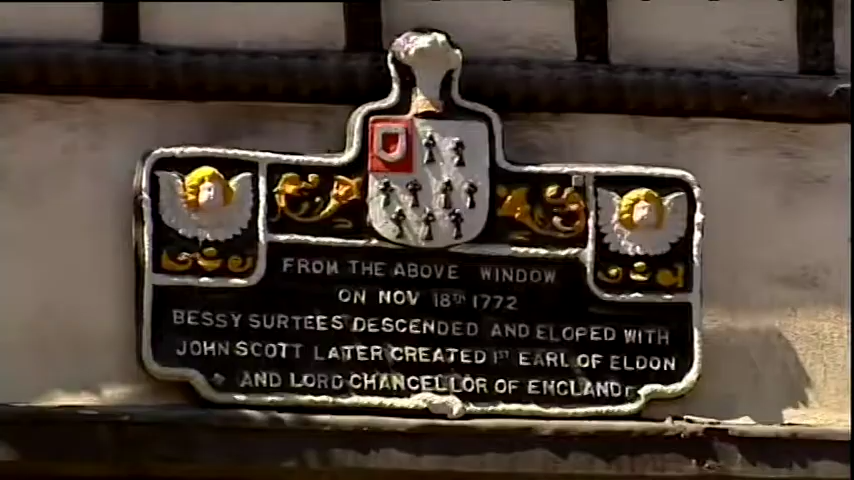 FROM THE ABOVE WINDOW
ON NOV 18TH 1772
BESSY SURTEES DESCENDED AND ELOPED WITH
JOHN SCOTT LATER CREATED 1ST EARL OF ELDON
AND LORD CHANCELLOR OF ENGLAND